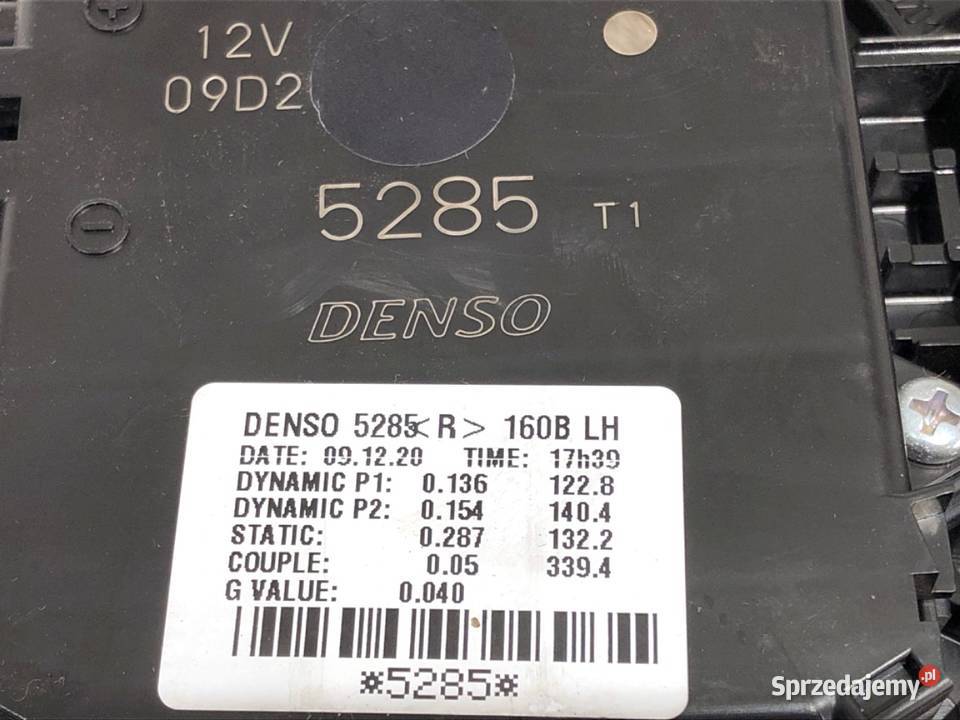 12V
09D2
5285 T1
DENSO
DENSO 5285<R> 160B LH
DATE: 09.12.20 TIME: 17h39
DYNAMIC P1: 0.136 122.8
DYNAMIC P2: 0.154 140.4
STATIC: 0.287 132.2
COUPLE: 0.05 339.4
G VALUE: 0.040
*5285*
Sprzedajemy.pl